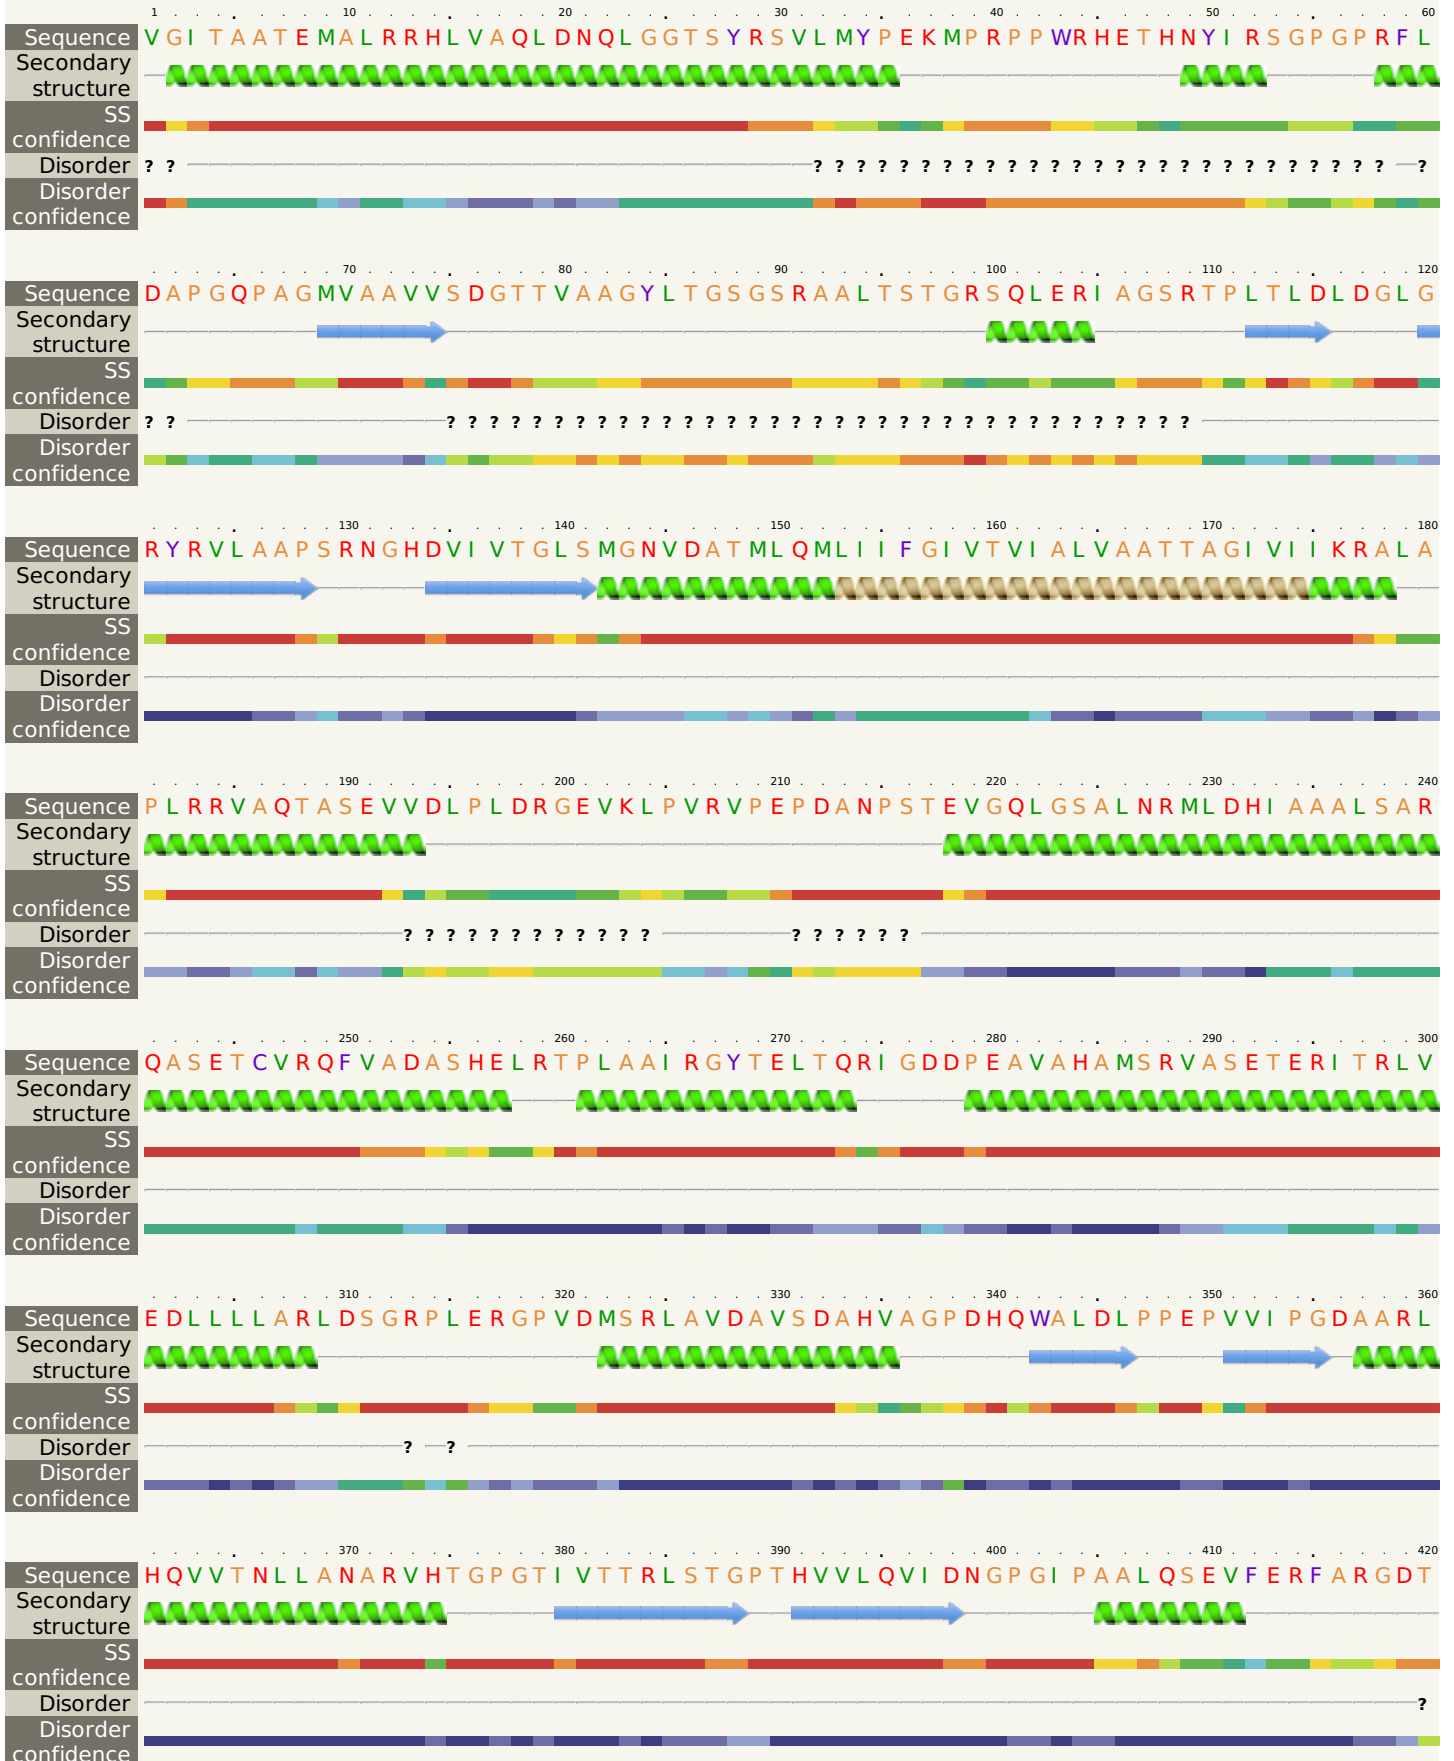 1 10 20 30 40 50 60
Sequence VGITAATEMALRRHLVAQLDNQLGGTSYRSVLMYPEKMPRPPWRHETHNYIRSGPGPRFL
Secondary
structure
SS
confidence
Disorder ? ? ? ? ? ? ? ? ? ? ? ? ? ? ? ? ? ? ? ? ? ? ? ? ? ? ? ? ? ?
Disorder
confidence
70 80 90 100 110 120
Sequence DAPGQPAGMVAAVVSDGTTVAAGYLTGSGSRAALTSTGRSQLERIAGSRTPLTLDLDGLG
Secondary
structure
SS
confidence
Disorder ? ? ? ? ? ? ? ? ? ? ? ? ? ? ? ? ? ? ? ? ? ? ? ? ? ? ? ? ? ? ? ? ? ? ? ? ?
Disorder
confidence
130 140 150 160 170 180
Sequence RYRVLAAPSRNGHDVIVTGLSMGNVDATMLQMLIIFGIVTVIALVAATTAGIVIIKRALA
Secondary
structure
SS
confidence
Disorder
Disorder
confidence
190 200 210 220 230 240
Sequence PLRRVAQTASEVVDLPLDRGEVKLPVRVPEPDANPSTEVGQLGSALNRMLDHIAAALSAR
Secondary
structure
SS
confidence
Disorder ? ? ? ? ? ? ? ? ? ? ? ? ? ? ? ? ? ?
Disorder
confidence
250 260 270 280 290 300
Sequence QASETCVRQFVADASHELRTPLAAIRGYTELTQRIGDDPEAVAHAMSRVASETERITRLV
Secondary
structure
SS
confidence
Disorder
Disorder
confidence
310 320 330 340 350 360
Sequence EDLLLLARLDSGRPLERGPVDMSRLAVDAVSDAHVAGPDHQWALDLPPEPVVIPGDAARL
Secondary
structure
SS
confidence
Disorder ? ?
Disorder
confidence
370 380 390 400 410 420
Sequence HQVVTNLLANARVHTGPGTIVTTRLSTGPTHVVLQVIDNGPGIPAALQSEVFERFARGDT
Secondary
structure
SS
confidence
Disorder ?
Disorder
confidence